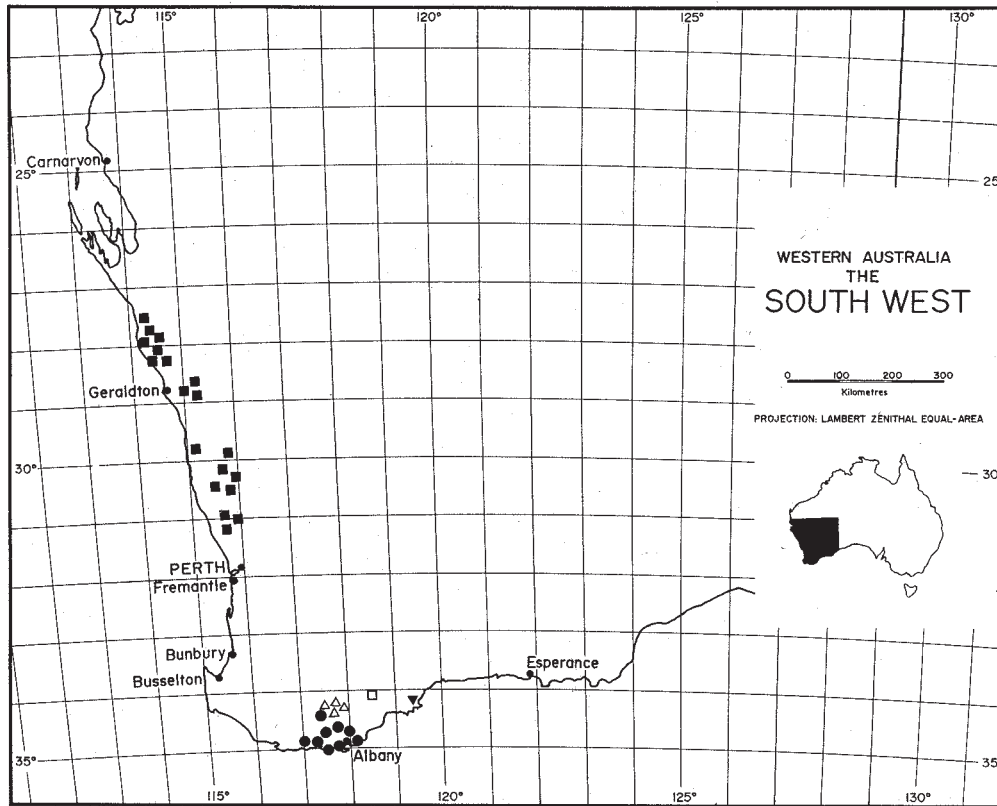 115° 120° 125° 130°
Carnarvon
25° 25
WESTERN AUSTRALIA
THE
SOUTH WEST
Geraldton
0 100 200 300
Kilometres
PROJECTION: LAMBERT ZÉNITHAL EQUAL-AREA
30° 30
PERTH
Fremantle
Bunbury
Busselton
Esperance
Albany
35° 35
115° 120° 125° 130°